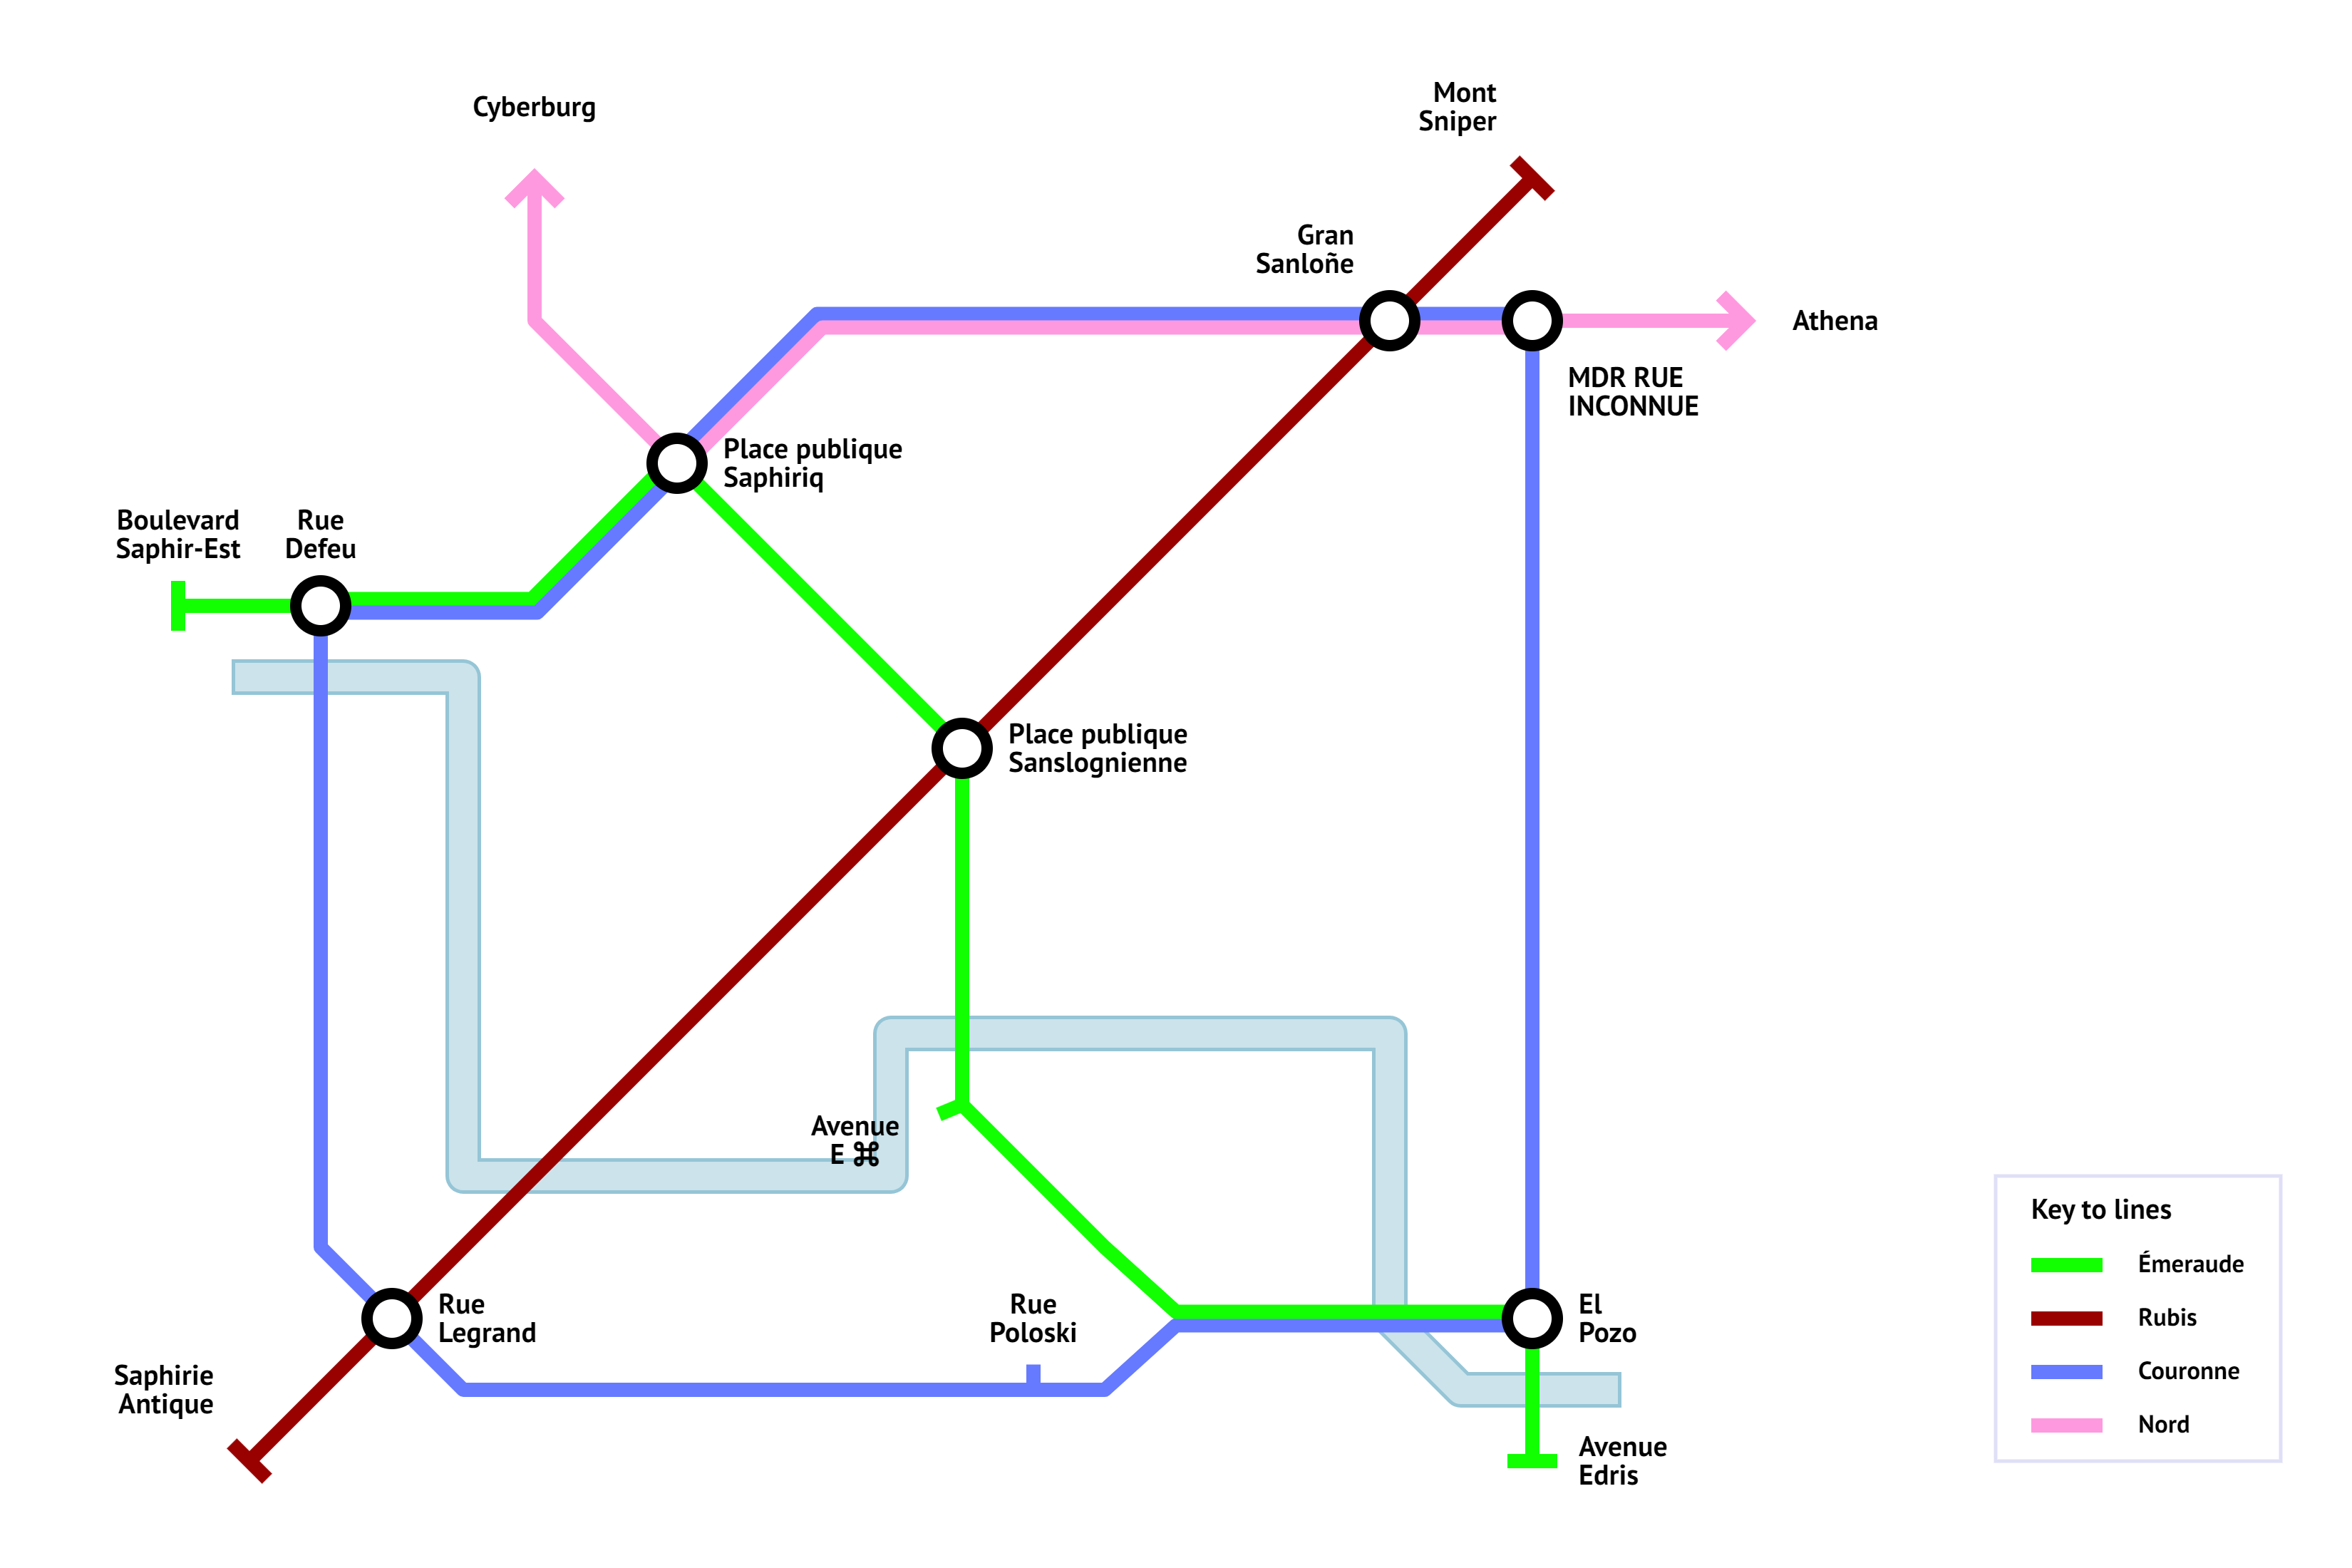 Cyberburg
Mont
Sniper
Gran
Sanloñe
Athena
MDR RUE
INCONNUE
Place publique
Saphiriq
Boulevard
Saphir-Est
Rue
Defeu
Place publique
Sanslognienne
Avenue
E ⌘
Rue
Legrand
Rue
Poloski
El
Pozo
Saphirie
Antique
Avenue
Edris
Key to lines
Émeraude
Rubis
Couronne
Nord